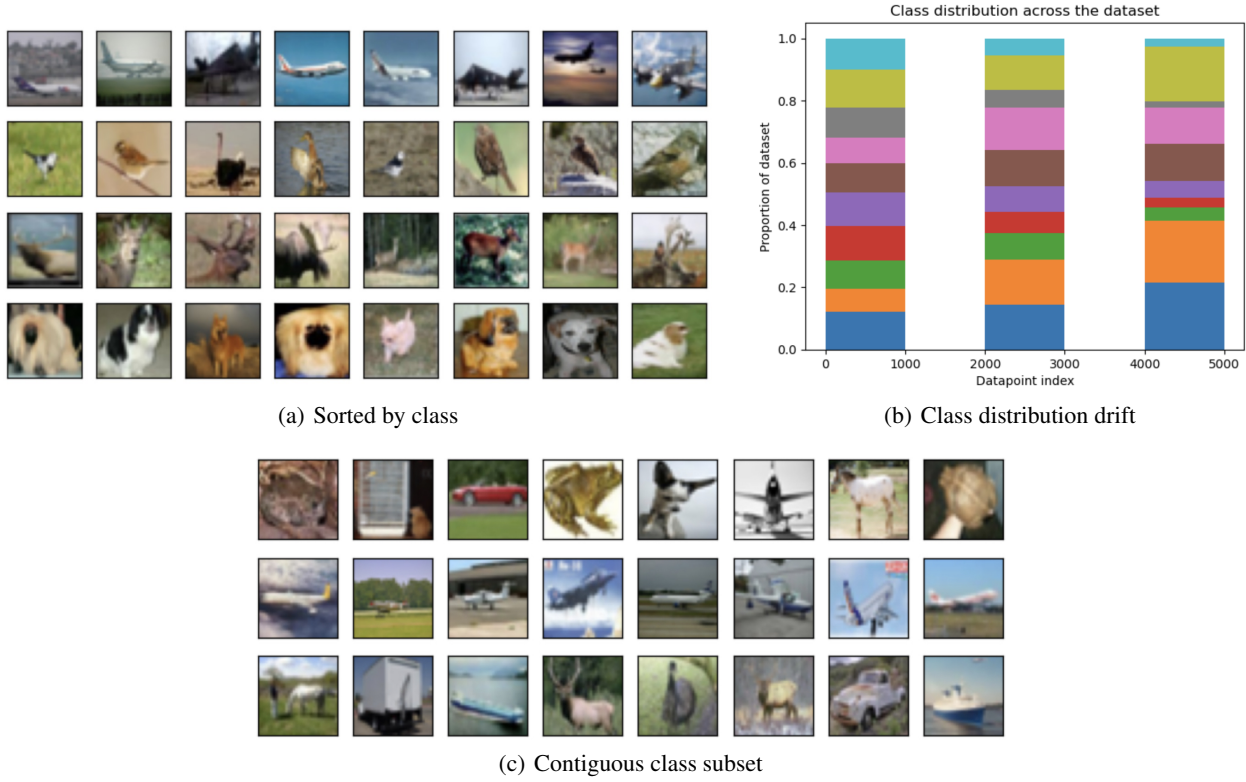 Class distribution across the dataset
1.0
0.8
0.6
0.4
0.2
0.0
Proportion of dataset
0 1000 2000 3000 4000 5000
Datapoint index
(a) Sorted by class
(b) Class distribution drift
(c) Contiguous class subset